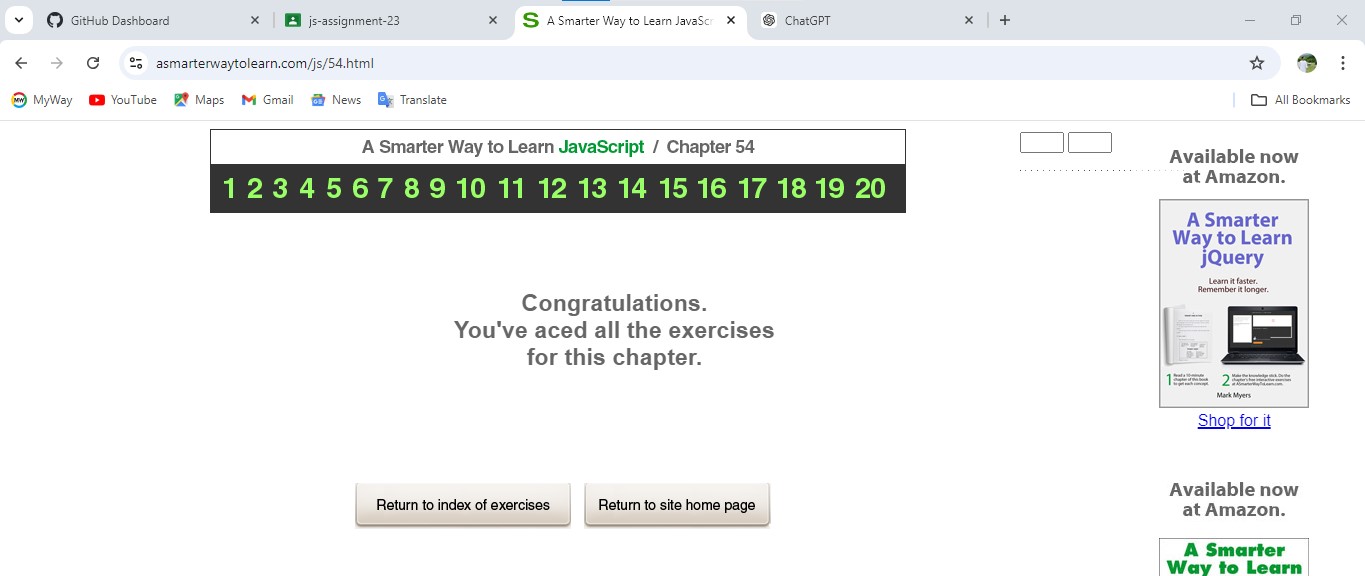 GitHub Dashboard
js-assignment-23
A Smarter Way to Learn JavaScr
ChatGPT
asmarterwaytolearn.com/js/54.html
MyWay YouTube Maps Gmail News Translate All Bookmarks
A Smarter Way to Learn JavaScript / Chapter 54
1 2 3 4 5 6 7 8 9 10 11 12 13 14 15 16 17 18 19 20
Congratulations.
You've aced all the exercises
for this chapter.
Return to index of exercises
Return to site home page
Available now
at Amazon.
A Smarter
Way to Learn
jQuery
Learn it faster.
Remember it longer.
1 Read a 10-minute
chapter of this book
to get each concept.
2 Make the knowledge stick. Do the
chapter's free interactive exercises
at ASmarterWayToLearn.com.
Mark Myers
Shop for it
Available now
at Amazon.
A Smarter
Way to Learn